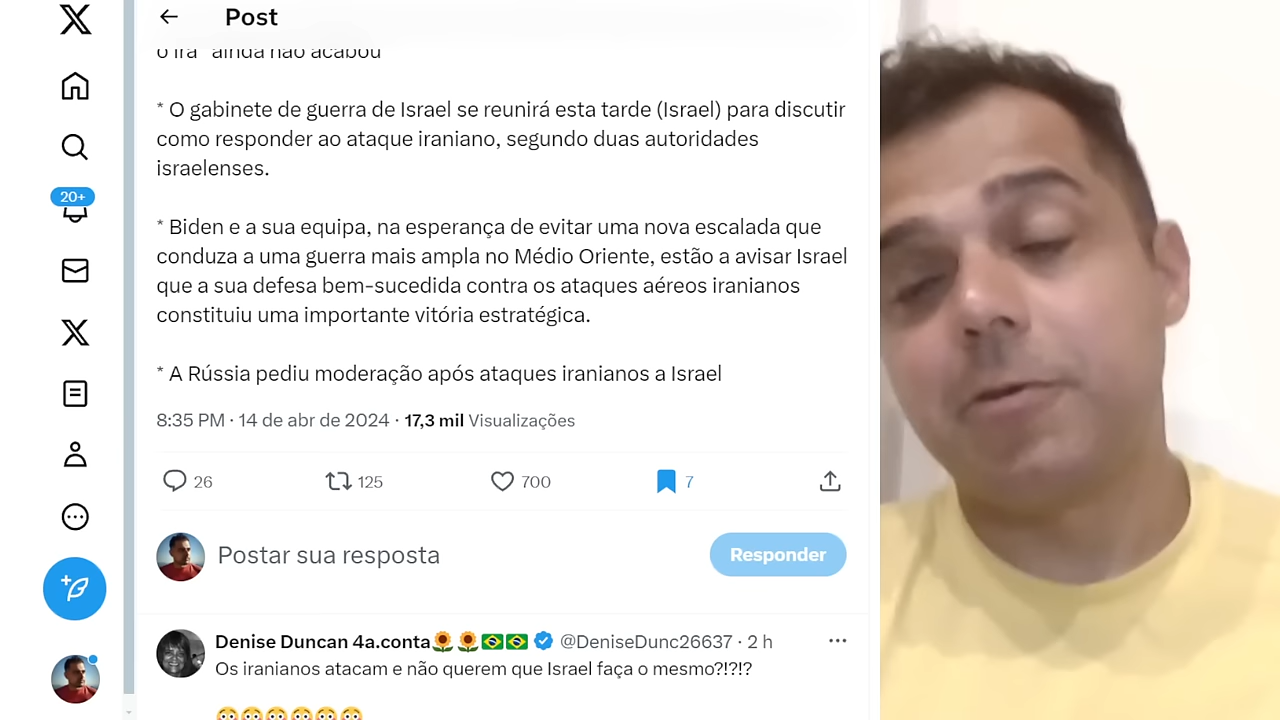 Post
o Irã "ainda não acabou
* O gabinete de guerra de Israel se reunirá esta tarde (Israel) para discutir
como responder ao ataque iraniano, segundo duas autoridades
israelenses.
* Biden e a sua equipa, na esperança de evitar uma nova escalada que
conduza a uma guerra mais ampla no Médio Oriente, estão a avisar Israel
que a sua defesa bem-sucedida contra os ataques aéreos iranianos
constituiu uma importante vitória estratégica.
* A Rússia pediu moderação após ataques iranianos a Israel
8:35 PM · 14 de abr de 2024 · 17,3 mil Visualizações
26 125 700 7
20+
Postar sua resposta
Responder
Denise Duncan 4a.conta🌻🌻🇧🇷🇧🇷 @DeniseDunc26637 · 2 h
Os iranianos atacam e não querem que Israel faça o mesmo?!?!?
😳😳😳😳😳😳